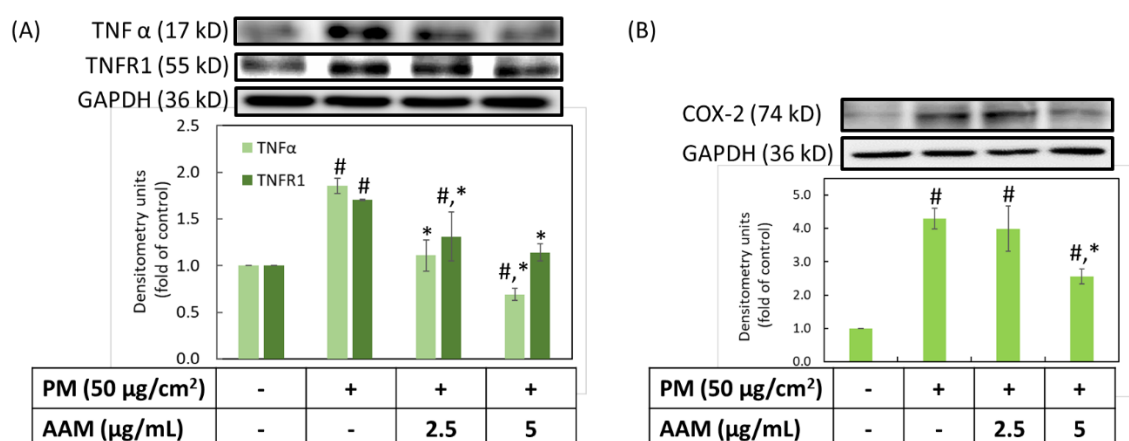 (A)
TNF α (17 kD)
TNFR1 (55 kD)
GAPDH (36 kD)
2.5
2.0
1.5
1.0
0.5
0.0
Densitometry units
(fold of control)
TNFα
TNFR1
#
#
*
#,*
#,*
*
PM (50 μg/cm²) - + + +
AAM (μg/mL) - - 2.5 5
(B)
COX-2 (74 kD)
GAPDH (36 kD)
5.0
4.0
3.0
2.0
1.0
0.0
Densitometry units
(fold of control)
#
#
#,*
PM (50 μg/cm²) - + + +
AAM (μg/mL) - - 2.5 5